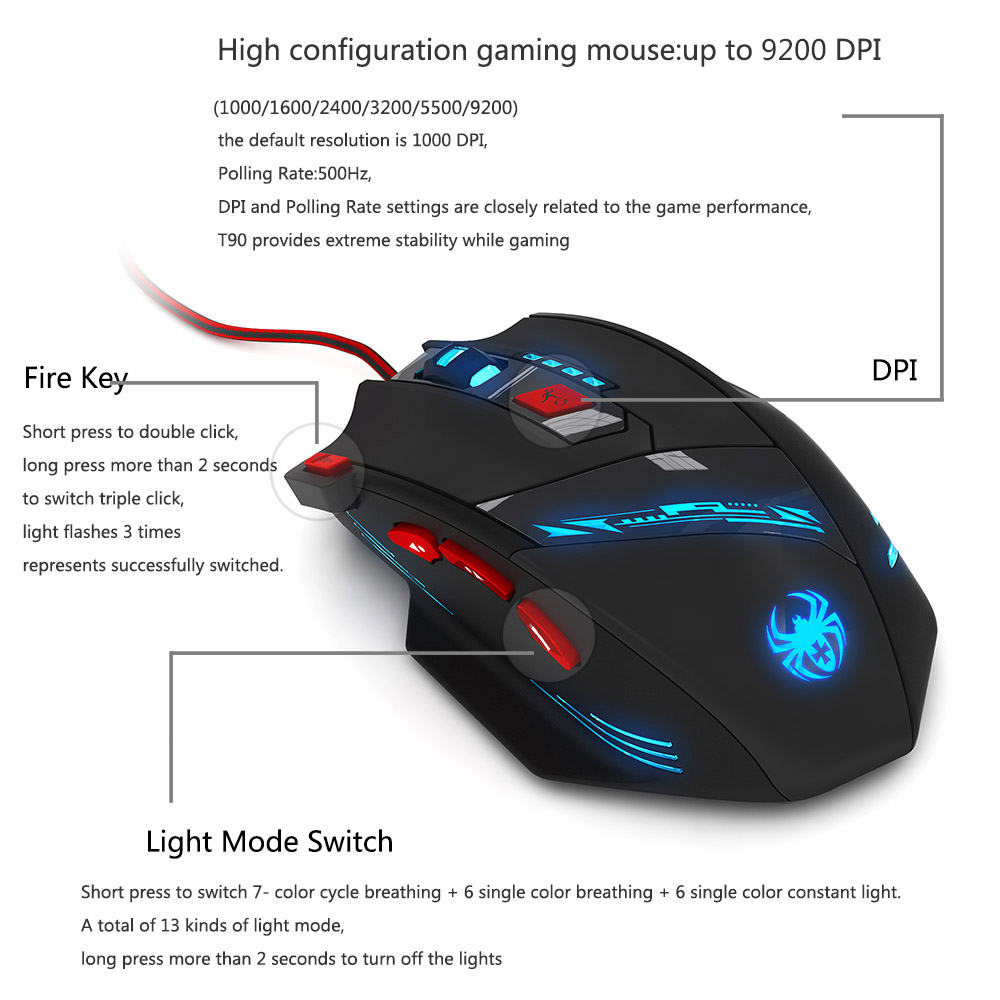 High configuration gaming mouse:up to 9200 DPI
(1000/1600/2400/3200/5500/9200)
the default resolution is 1000 DPI,
Polling Rate:500Hz,
DPI and Polling Rate settings are closely related to the game performance,
T90 provides extreme stability while gaming
DPI
Fire Key
Short press to double click,
long press more than 2 seconds
to switch triple click,
light flashes 3 times
represents successfully switched.
Light Mode Switch
Short press to switch 7- color cycle breathing + 6 single color breathing + 6 single color constant light.
A total of 13 kinds of light mode,
long press more than 2 seconds to turn off the lights